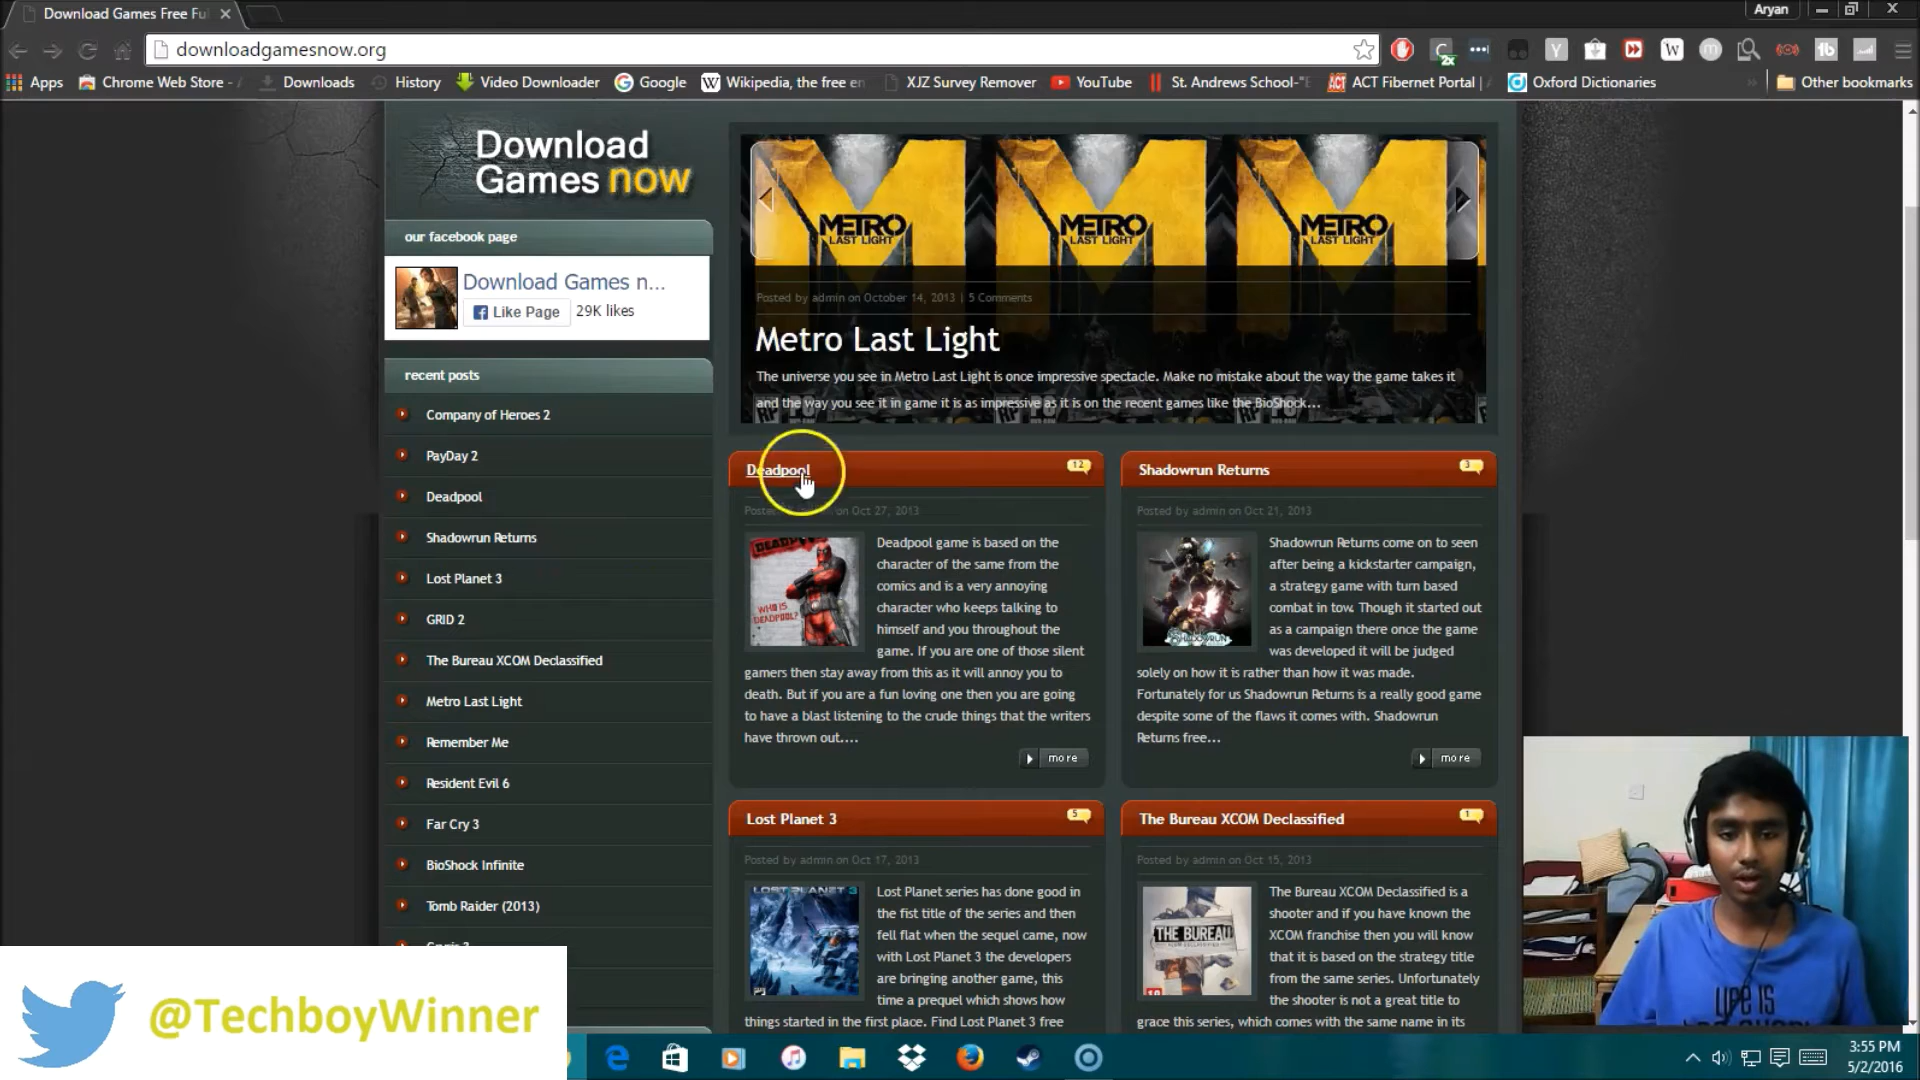 Download Games Free Fu
Aryan
downloadgamesnow.org
Apps
Chrome Web Store -
Downloads
History
Video Downloader
Google
Wikipedia, the free en
XJZ Survey Remover
YouTube
St. Andrews School-"E
ACT Fibernet Portal |
Oxford Dictionaries
Other bookmarks
Download
Games now
our facebook page
Download Games n...
Like Page
29K likes
recent posts
Company of Heroes 2
PayDay 2
Deadpool
Shadowrun Returns
Lost Planet 3
GRID 2
The Bureau XCOM Declassified
Metro Last Light
Remember Me
Resident Evil 6
Far Cry 3
BioShock Infinite
Tomb Raider (2013)
METRO
LAST LIGHT
METRO
LAST LIGHT
METRO
LAST LIGHT
Posted by admin on October 14, 2013 | 5 Comments
Metro Last Light
The universe you see in Metro Last Light is once impressive spectacle. Make no mistake about the way the game takes it
and the way you see it in game it is as impressive as it is on the recent games like the BioShock...
Deadpool
12
on Oct 27, 2013
DEADPOOL
WHO IS
DEADPOOL?
Deadpool game is based on the
character of the same from the
comics and is a very annoying
character who keeps talking to
himself and you throughout the
game. If you are one of those silent
gamers then stay away from this as it will annoy you to
death. But if you are a fun loving one then you are going
to have a blast listening to the crude things that the writers
have thrown out....
more
Shadowrun Returns
3
Posted by admin on Oct 21, 2013
SHADOWRUN
Shadowrun Returns come on to seen
after being a kickstarter campaign,
a strategy game with turn based
combat in tow. Though it started out
as a campaign there once the game
was developed it will be judged
solely on how it is rather than how it was made.
Fortunately for us Shadowrun Returns is a really good game
despite some of the flaws it comes with. Shadowrun
Returns free...
more
Lost Planet 3
5
Posted by admin on Oct 17, 2013
LOST PLANET 3
Lost Planet series has done good in
the fist title of the series and then
fell flat when the sequel came, now
with Lost Planet 3 the developers
are bringing another game, this
time a prequel which shows how
things started in the first place. Find Lost Planet 3 free
The Bureau XCOM Declassified
1
Posted by admin on Oct 15, 2013
THE BUREAU
The Bureau XCOM Declassified is a
shooter and if you have known the
XCOM franchise then you will know
that it is based on the strategy title
from the same series. Unfortunately
the shooter is not a great title to
grace this series, which comes with the same name in its
LIFE IS
@TechboyWinner
3:55 PM
5/2/2016